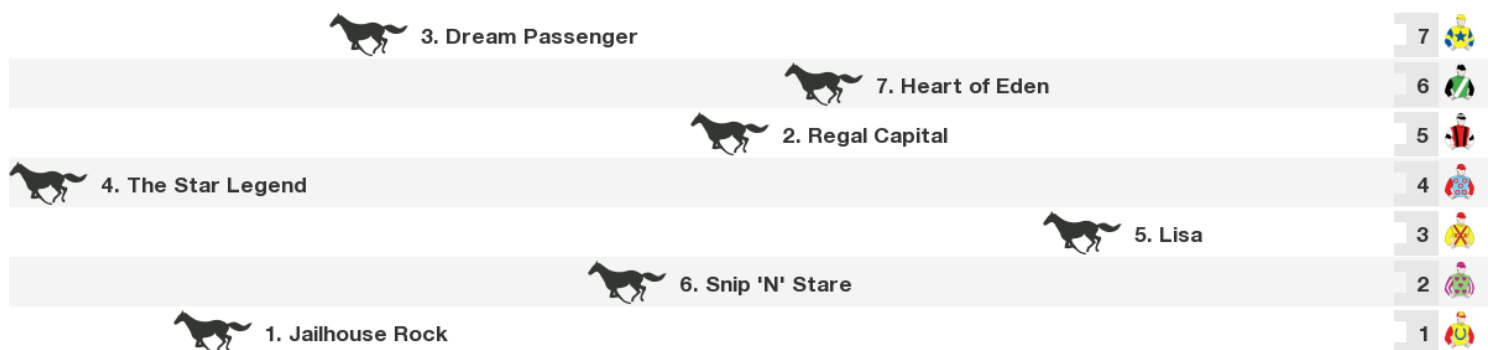 3. Dream Passenger 7
7. Heart of Eden 6
2. Regal Capital 5
4. The Star Legend 4
5. Lisa 3
6. Snip 'N' Stare 2
1. Jailhouse Rock 1